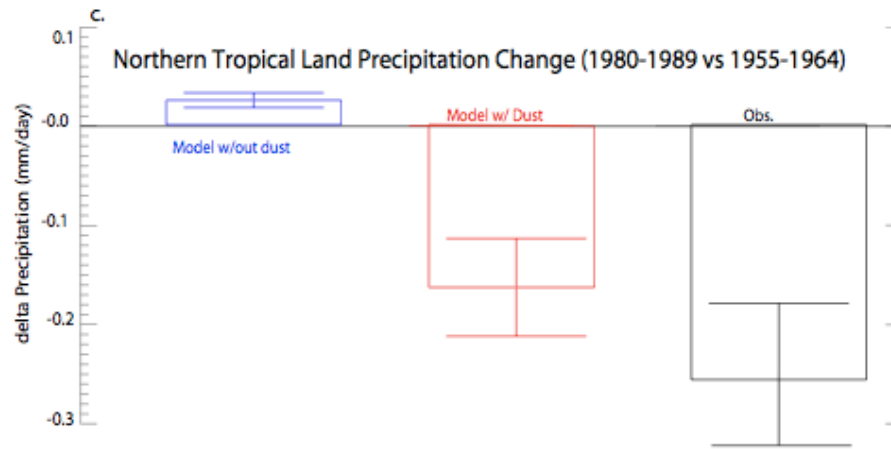 c.
0.1
Northern Tropical Land Precipitation Change (1980-1989 vs 1955-1964)
Model w/ Dust
Obs.
-0.0
Model w/out dust
-0.1
-0.2
-0.3
delta Precipitation (mm/day)